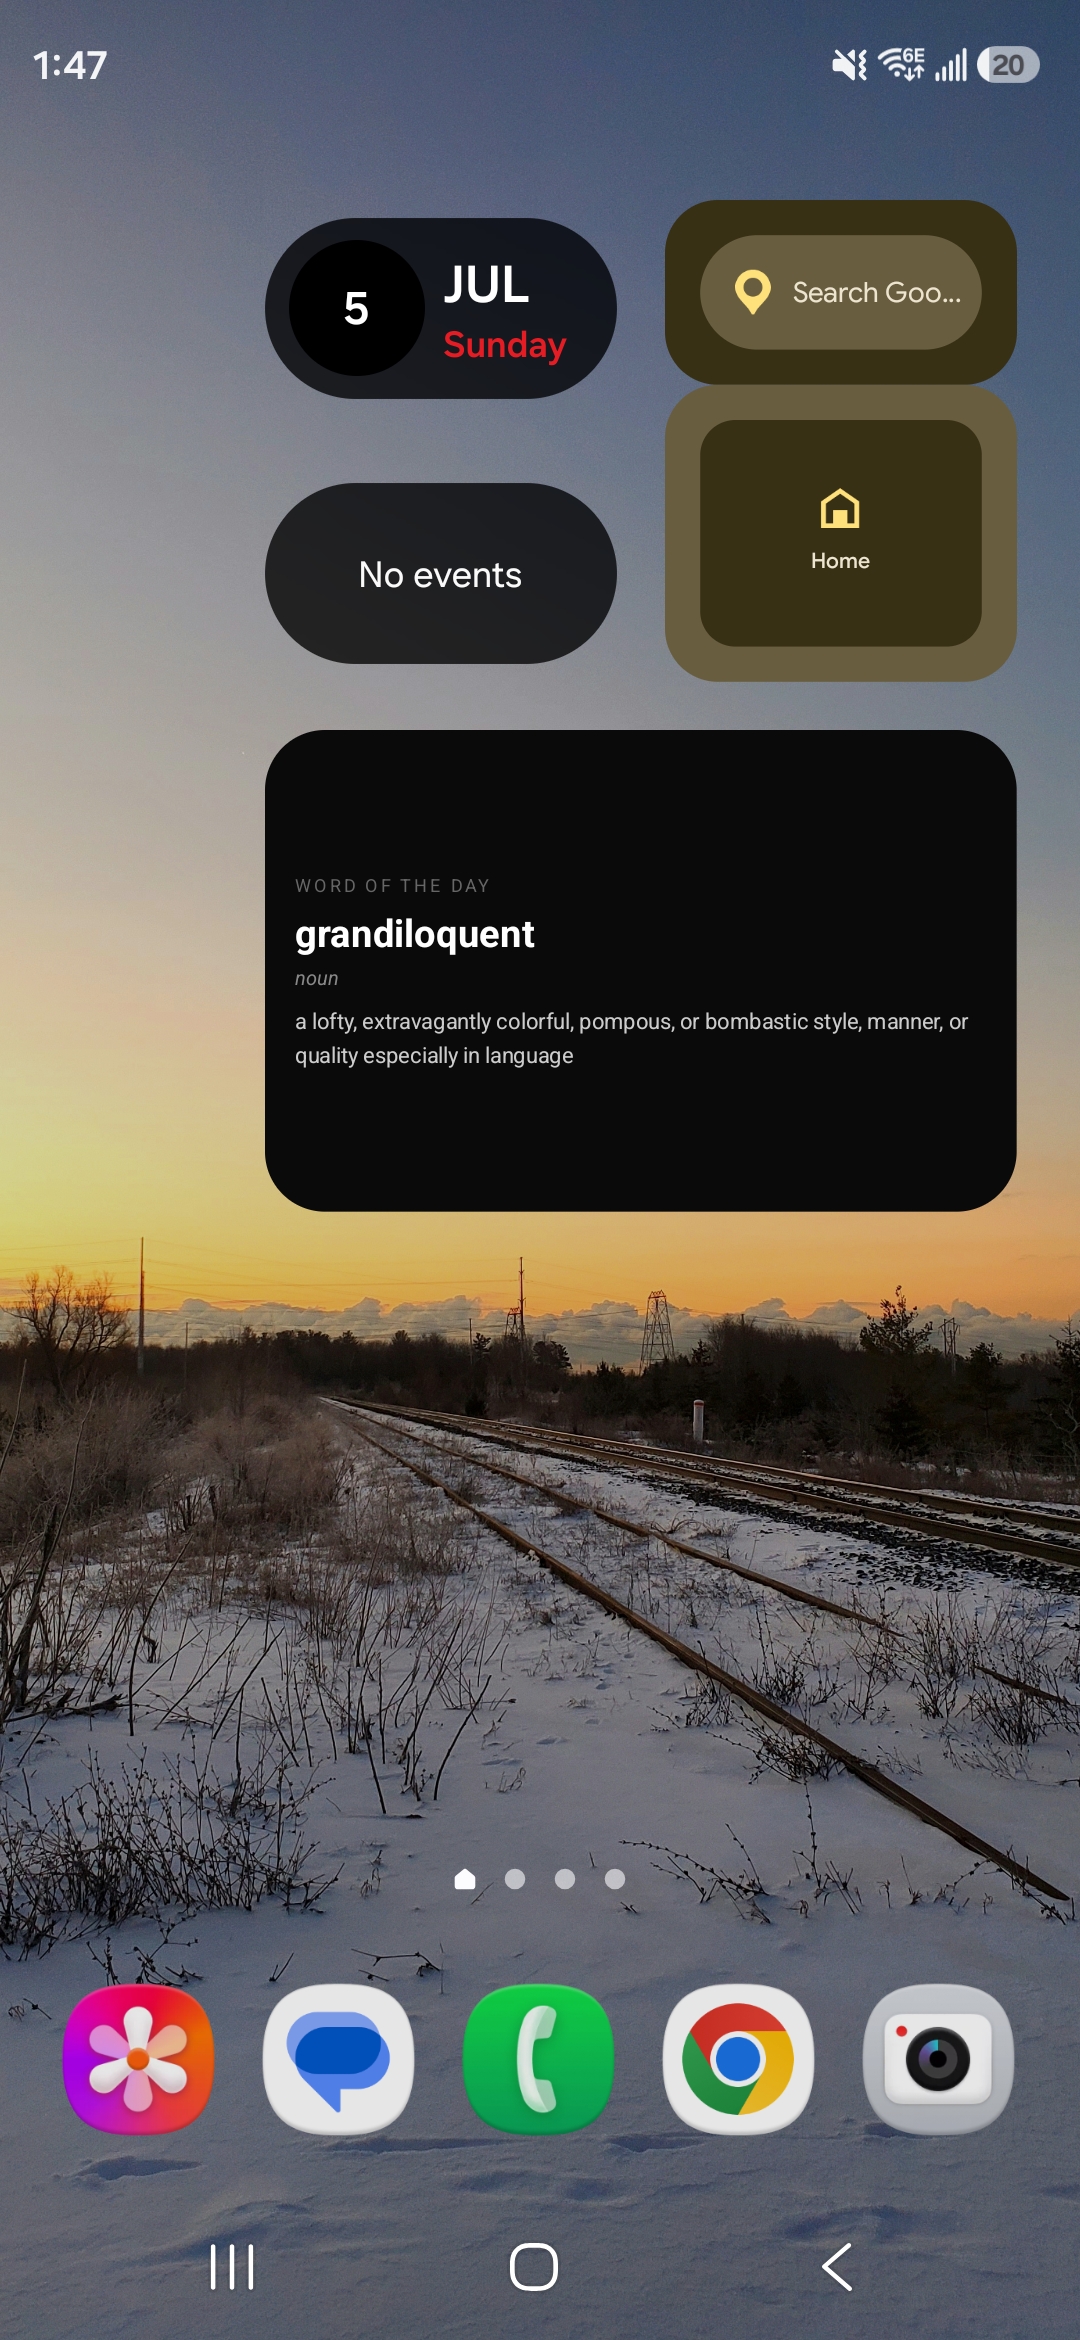 1:47
6E
20
5
JUL
Sunday
Search Goo...
No events
Home
WORD OF THE DAY
grandiloquent
noun
a lofty, extravagantly colorful, pompous, or bombastic style, manner, or
quality especially in language